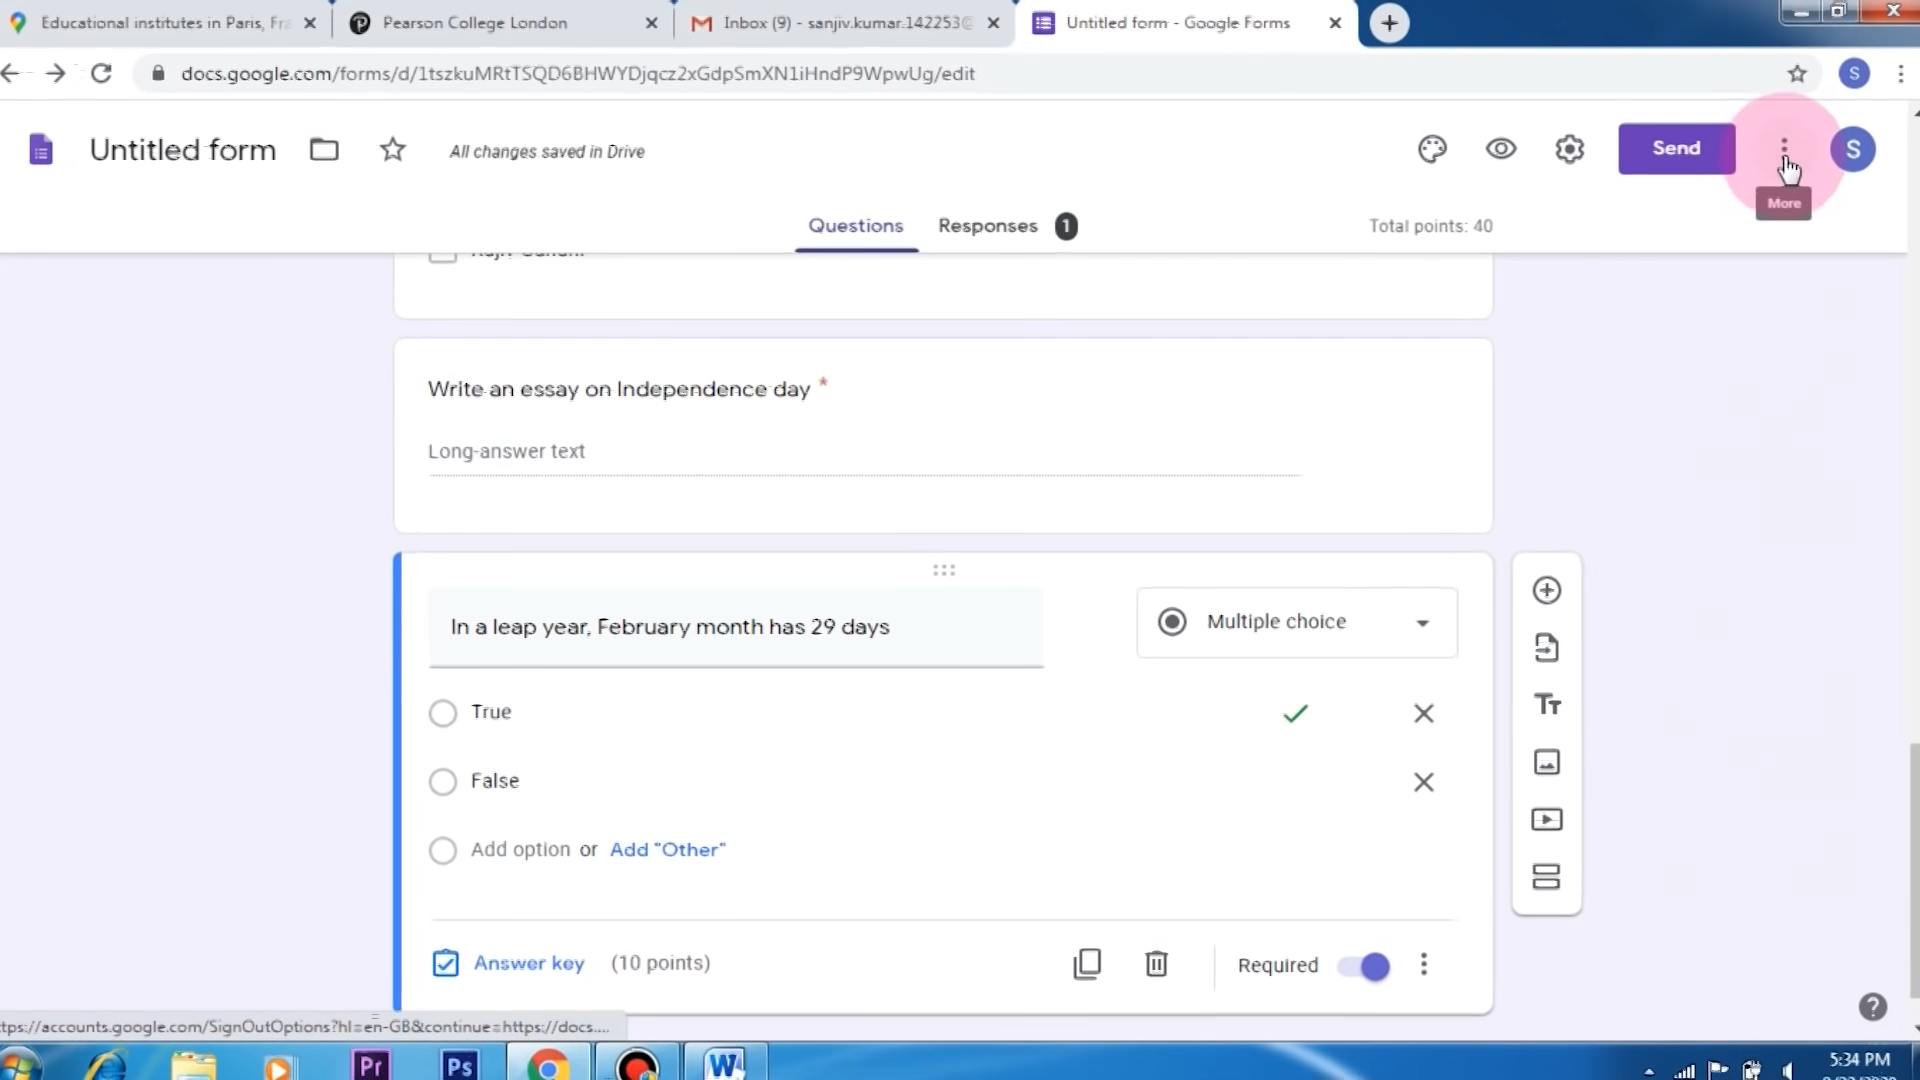 Educational institutes in Paris, Fra
Pearson College London
Inbox (9) - sanjiv.kumar.142253@
Untitled form - Google Forms
docs.google.com/forms/d/1tszkuMRtTSQD6BHWYDjqcz2xGdpSmXN1iHndP9WpwUg/edit
S
Untitled form
All changes saved in Drive
Send
S
More
Questions
Responses 1
Total points: 40
Write an essay on Independence day *
Long-answer text
In a leap year, February month has 29 days
Multiple choice
True
False
Add option or Add "Other"
Tt
Answer key (10 points)
Required
tps://accounts.google.com/SignOutOptions?hl=en-GB&continue=https://docs....
Pr
Ps
W
5:34 PM